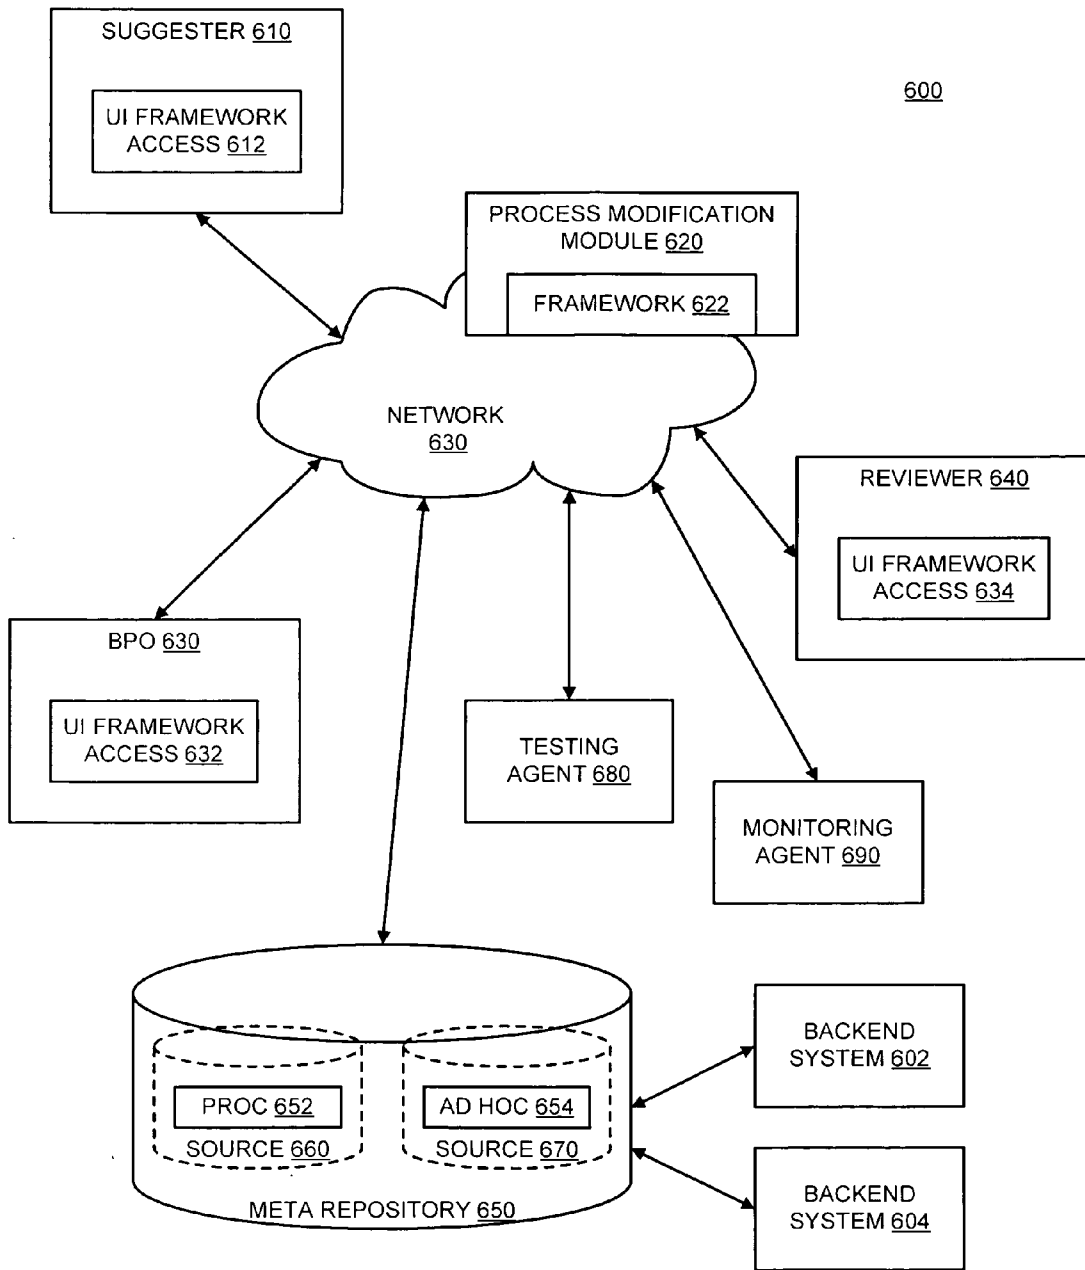 SUGGESTER 610
UI FRAMEWORK
ACCESS 612
600
PROCESS MODIFICATION
MODULE 620
FRAMEWORK 622
NETWORK
630
REVIEWER 640
UI FRAMEWORK
ACCESS 634
BPO 630
UI FRAMEWORK
ACCESS 632
TESTING
AGENT 680
MONITORING
AGENT 690
PROC 652
SOURCE 660
AD HOC 654
SOURCE 670
META REPOSITORY 650
BACKEND
SYSTEM 602
BACKEND
SYSTEM 604